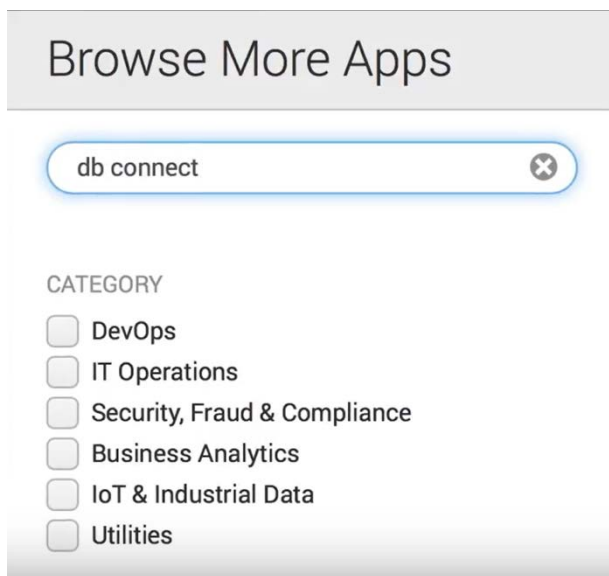 Browse More Apps
db connect
CATEGORY
DevOps
IT Operations
Security, Fraud & Compliance
Business Analytics
IoT & Industrial Data
Utilities